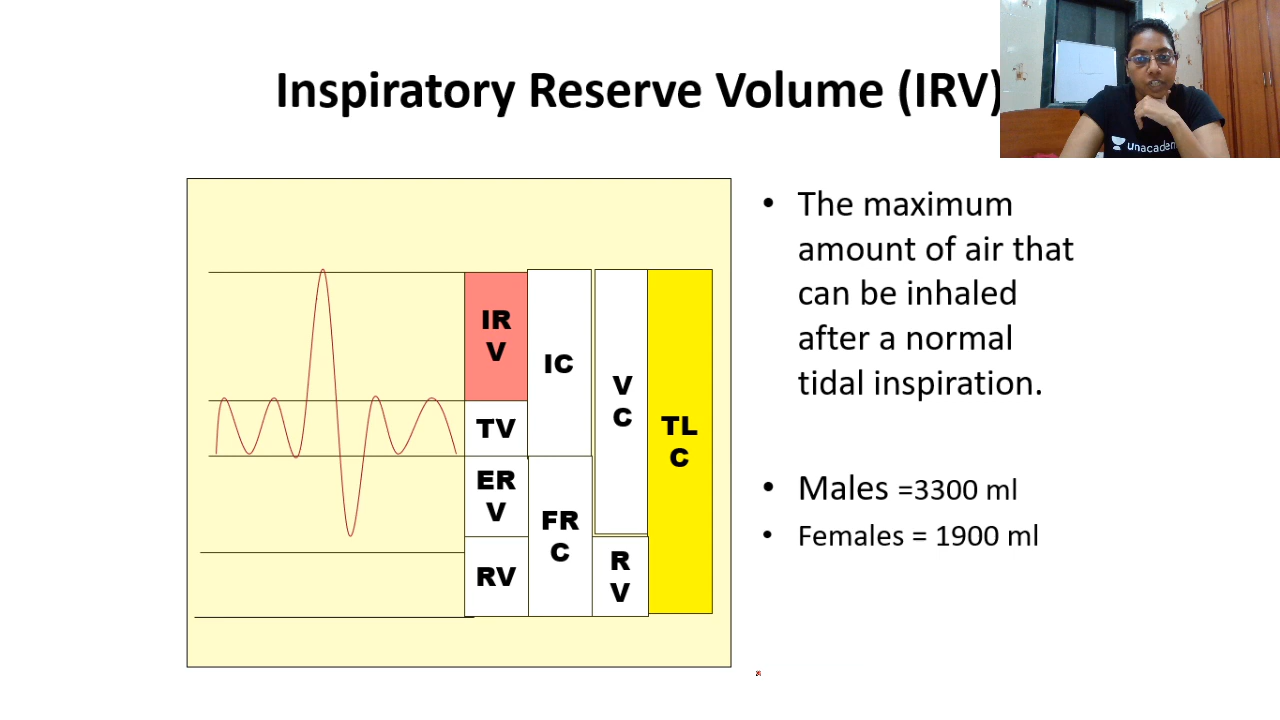 Inspiratory Reserve Volume (IRV)
unacadem
The maximum
amount of air that
can be inhaled
after a normal
tidal inspiration.
Males =3300 ml
Females = 1900 ml
IR
V
IC
V
C
TL
C
TV
ER
V
FR
C
RV
R
V